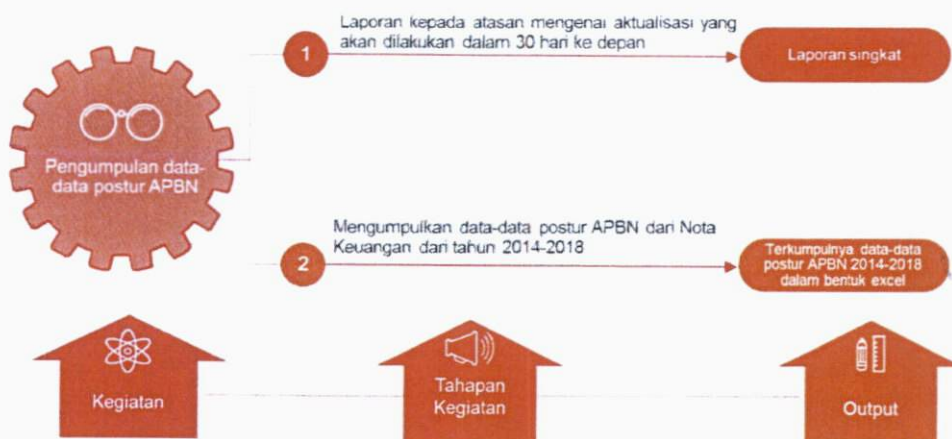 Laporan kepada atasan mengenai aktualisasi yang
akan dilakukan dalam 30 hari ke depan
1
Laporan singkat
Pengumpulan data-
data postur APBN
Mengumpulkan data-data postur APBN dari Nota
Keuangan dari tahun 2014-2018
2
Terkumpulnya data-data
postur APBN 2014-2018
dalam bentuk excel
Kegiatan
Tahapan
Kegiatan
Output